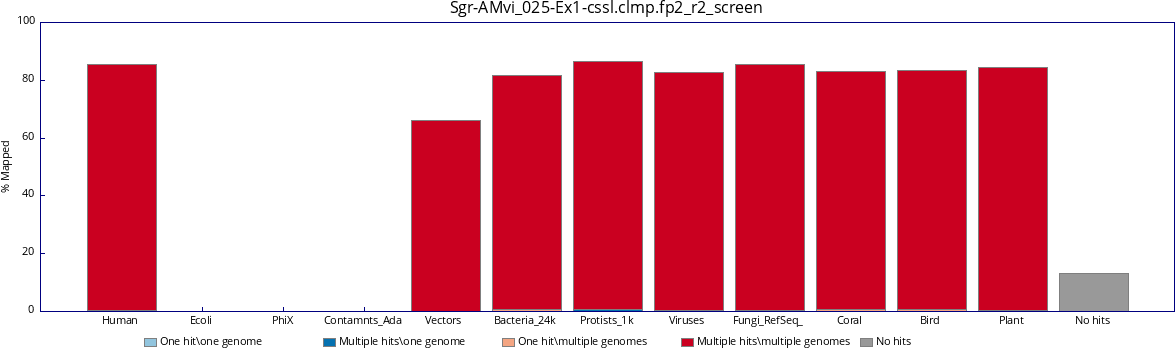 Sgr-AMvi_025-Ex1-cssl.clmp.fp2_r2_screen
100
80
60
40
20
0
% Mapped
Human Ecoli PhiX Contamnts_Ada Vectors Bacteria_24k Protists_1k Viruses Fungi_RefSeq_ Coral Bird Plant No hits
One hit\one genome Multiple hits\one genome One hit\multiple genomes Multiple hits\multiple genomes No hits